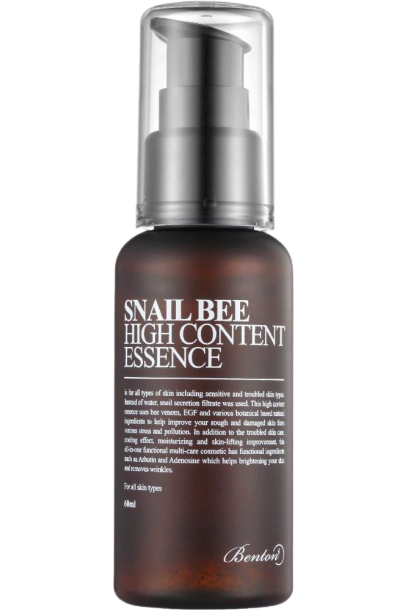 SNAIL BEE
HIGH CONTENT
ESSENCE
is for all types of skin including sensitive and troubled skin types.
Instead of water, snail secretion filtrate was used. This high content
essence uses bee venom, EGF and various botanical based natural
ingredients to help improve your rough and damaged skin from
various stress and pollution. In addition to the troubled skin care,
cooling effect, moisturizing and skin-lifting improvement, this
all-in-one functional multi-care cosmetic has functional ingredients
such as Arbutin and Adenosine which helps brightening your skin
and removes wrinkles.
For all skin types
60ml
Benton